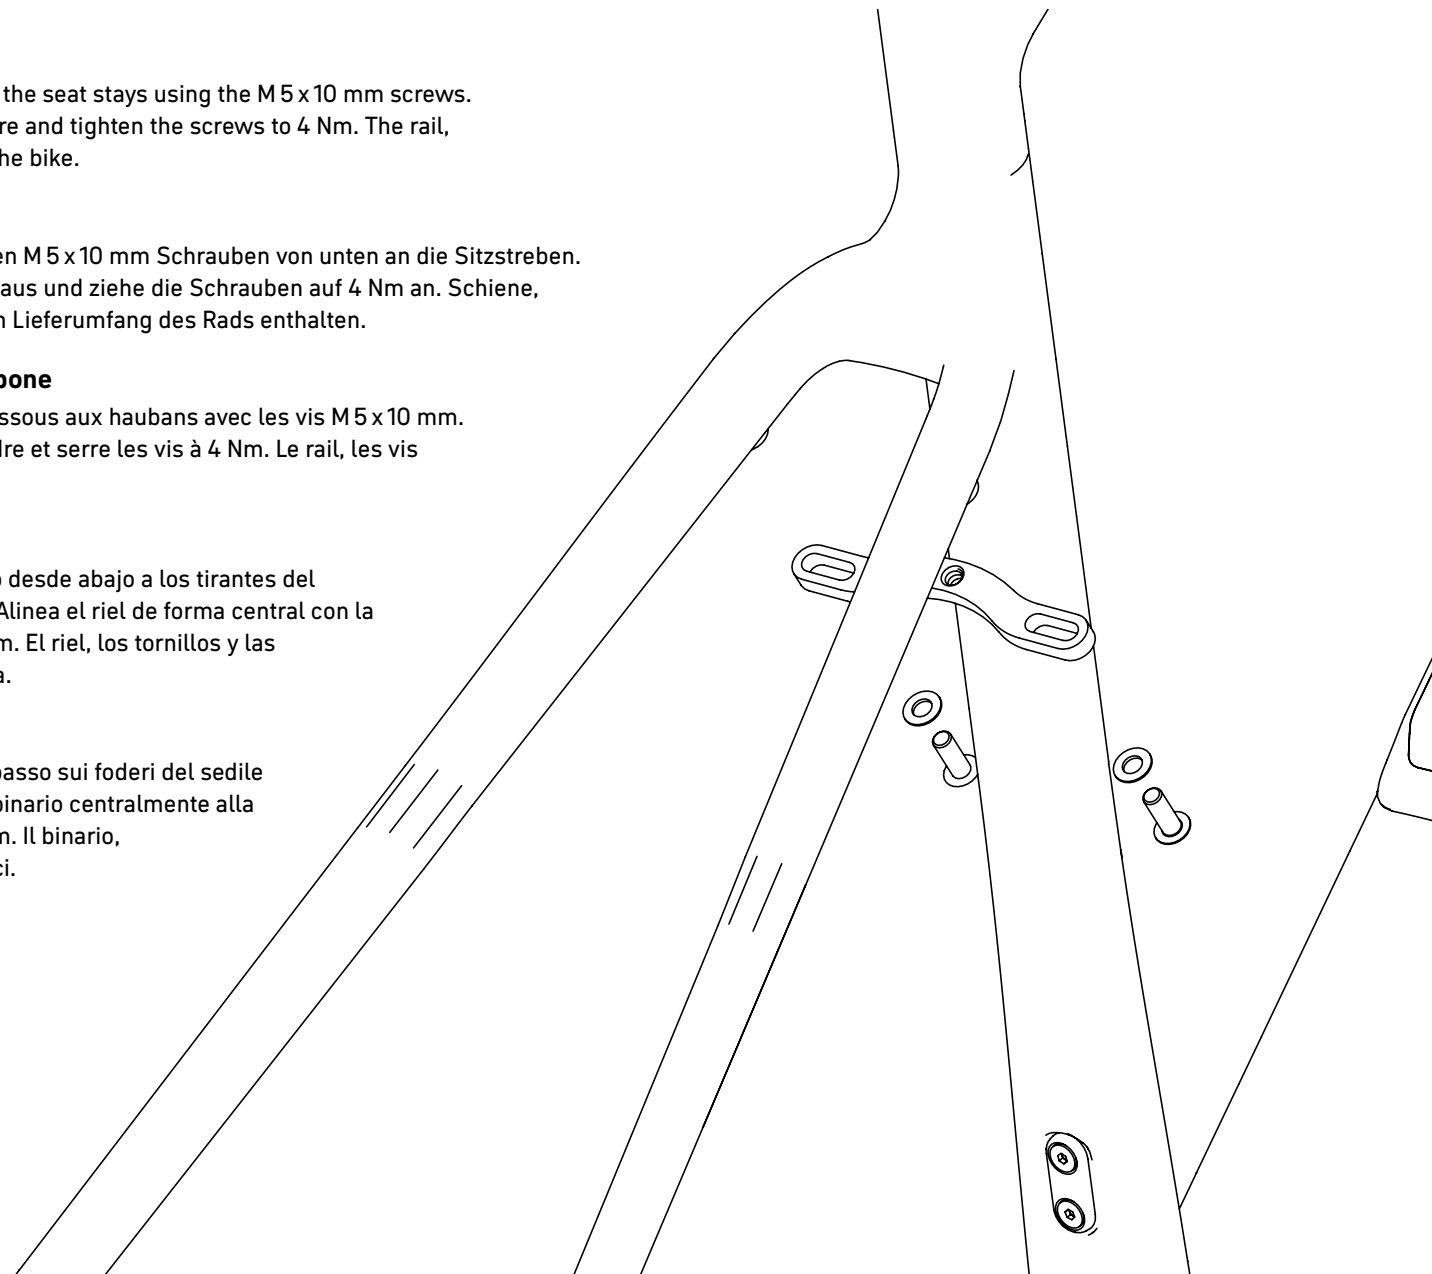 the seat stays using the M 5 x 10 mm screws.
re and tighten the screws to 4 Nm. The rail,
he bike.
en M 5 x 10 mm Schrauben von unten an die Sitzstreben.
aus und ziehe die Schrauben auf 4 Nm an. Schiene,
n Lieferumfang des Rads enthalten.
bone
ssous aux haubans avec les vis M 5 x 10 mm.
dre et serre les vis à 4 Nm. Le rail, les vis
o desde abajo a los tirantes del
Alinea el riel de forma central con la
m. El riel, los tornillos y las
a.
basso sui foderi del sedile
binario centralmente alla
m. Il binario,
ci.